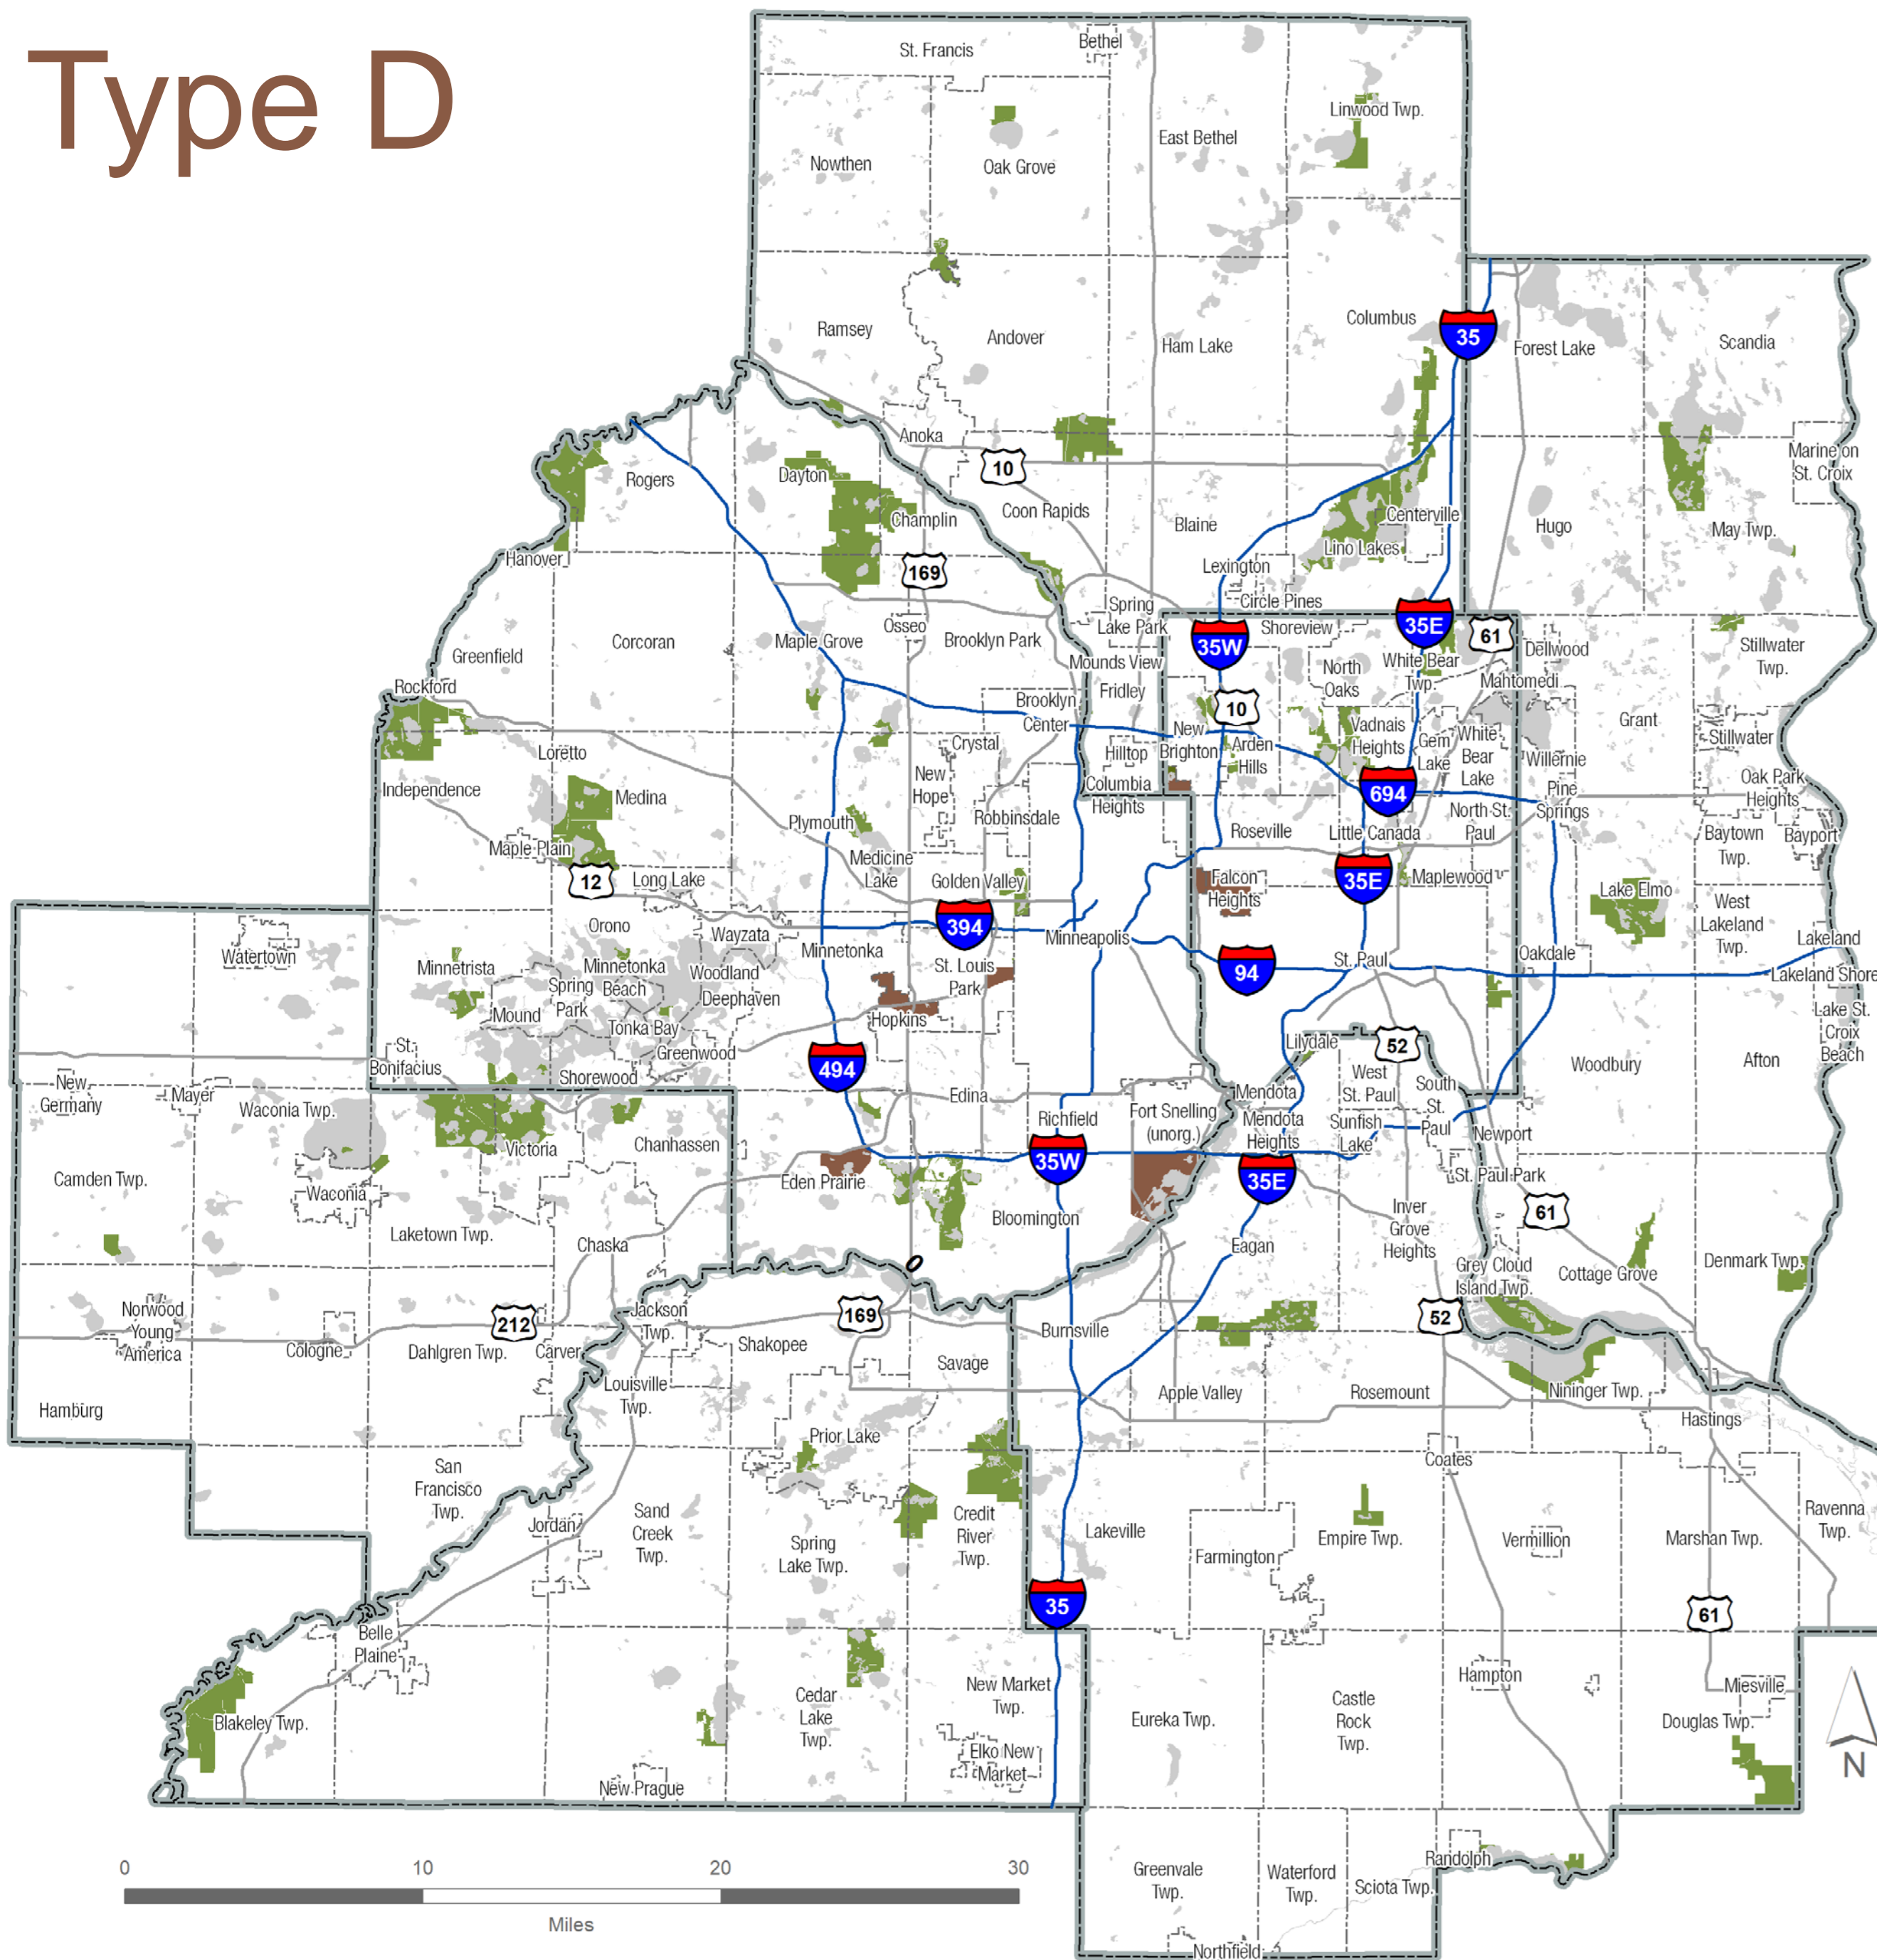 Type D
St. Francis
Bethel
Linwood Twp.
East Bethel
Nowthen
Oak Grove
Ramsey
Andover
Ham Lake
Columbus
35
Forest Lake
Scandia
Anoka
10
Rogers
Dayton
Champlin
Coon Rapids
Blaine
Centerville
Lino Lakes
Hugo
Marine on
St. Croix
May Twp.
Hanover
169
Lexington
Circle Pines
Spring
Lake Park
Osseo
Corcoran
Maple Grove
Brooklyn Park
35W
Shoreview
35E
61
Dellwood
Stillwater
Twp.
Greenfield
Mounds View
North
Oaks
White Bear
Twp.
Mahtomedi
Rockford
Brooklyn
Center
Fridley
10
New
Brighton
Arden
Hills
Vadnais
Heights
Gem
Lake
White
Bear
Lake
Grant
Stillwater
Willernie
Loretto
Crystal
Hilltop
Columbia
Heights
694
Pine
Springs
Oak Park
Heights
Independence
Medina
New
Hope
Robbinsdale
Plymouth
Roseville
Little Canada
North St.
Paul
Baytown
Twp.
Bayport
Maple Plain
12
Long Lake
Medicine
Lake
Golden Valley
Falcon
Heights
35E
Maplewood
Lake Elmo
West
Lakeland
Twp.
Orono
Wayzata
394
Minneapolis
Minnetonka
St. Paul
Oakdale
Lakeland
Lakeland Shore
94
Watertown
Minnetrista
Minnetonka
Beach
Woodland
Deephaven
St. Louis
Park
Spring
Park
Mound
Tonka Bay
Hopkins
Lake St.
Croix
Beach
St.
Bonifacius
Greenwood
Shorewood
494
Lilydale
52
West
St. Paul
South
St.
Paul
Woodbury
Afton
New
Germany
Mayer
Waconia Twp.
Victoria
Chanhassen
Edina
Richfield
Fort Snelling
(unorg.)
Mendota
Mendota
Heights
Sunfish
Lake
Newport
Camden Twp.
Waconia
Eden Prairie
35W
35E
St. Paul Park
61
Laketown Twp.
Chaska
Bloomington
Eagan
Inver
Grove
Heights
Grey Cloud
Island Twp.
Cottage Grove
Denmark Twp.
Norwood
Young
America
Cologne
212
Dahlgren Twp.
Carver
Jackson
Twp.
Shakopee
169
Savage
Burnsville
52
Hamburg
Louisville
Twp.
Apple Valley
Rosemount
Nininger Twp.
Hastings
Prior Lake
Coates
San
Francisco
Twp.
Jordan
Sand
Creek
Twp.
Spring
Lake Twp.
Credit
River
Twp.
Lakeville
Farmington
Empire Twp.
Vermillion
Marshan Twp.
Ravenna
Twp.
35
61
Belle
Plaine
Blakeley Twp.
Cedar
Lake
Twp.
New Market
Twp.
Elko New
Market
New Prague
Eureka Twp.
Castle
Rock
Twp.
Hampton
Miesville
Douglas Twp.
N
0
10
20
30
Miles
Greenvale
Twp.
Waterford
Twp.
Sciota Twp.
Randolph
Northfield